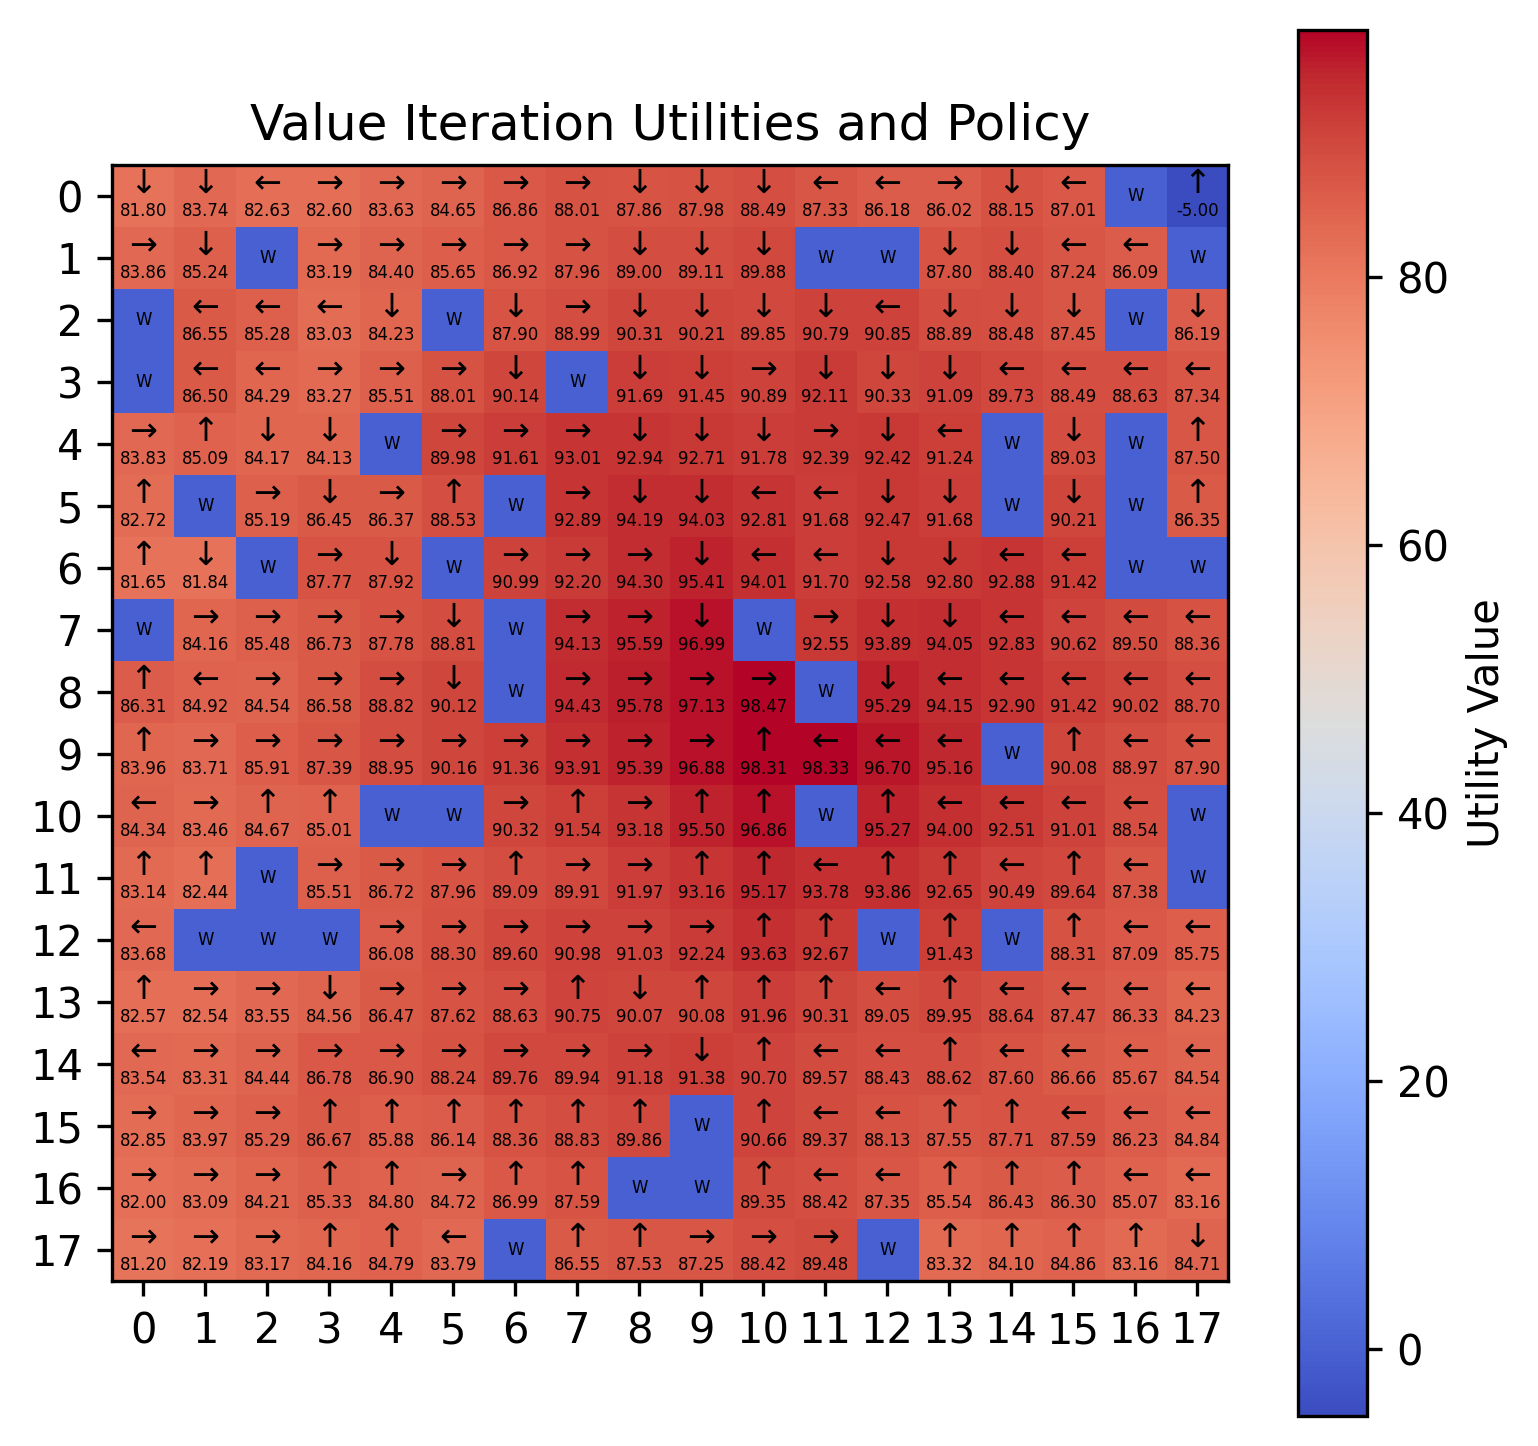 Value Iteration Utilities and Policy
0 ↓ ↓ ← → → → → → ↓ ↓ ↓ ← ← → ↓ ← W ↑
81.80 83.74 82.63 82.60 83.63 84.65 86.86 88.01 87.86 87.98 88.49 87.33 86.18 86.02 88.15 87.01 -5.00
1 → ↓ W → → → → → ↓ ↓ ↓ W W ↓ ↓ ← ← W
83.86 85.24 83.19 84.40 85.65 86.92 87.96 89.00 89.11 89.88 87.80 88.40 87.24 86.09
2 W ← ← ← ↓ W ↓ → ↓ ↓ ↓ ↓ ← ↓ ↓ ↓ W ↓
86.55 85.28 83.03 84.23 87.90 88.99 90.31 90.21 89.85 90.79 90.85 88.89 88.48 87.45 86.19
3 W ← ← → → → ↓ W ↓ ↓ → ↓ ↓ ↓ ← ← ← ←
86.50 84.29 83.27 85.51 88.01 90.14 91.69 91.45 90.89 92.11 90.33 91.09 89.73 88.49 88.63 87.34
4 → ↑ ↓ ↓ W → → → ↓ ↓ ↓ → ↓ ← W ↓ W ↑
83.83 85.09 84.17 84.13 89.98 91.61 93.01 92.94 92.71 91.78 92.39 92.42 91.24 89.03 87.50
5 ↑ W → ↓ → ↑ W → ↓ ↓ ← ← ↓ ↓ W ↓ W ↑
82.72 85.19 86.45 86.37 88.53 92.89 94.19 94.03 92.81 91.68 92.47 91.68 90.21 86.35
6 ↑ ↓ W → ↓ W → → → ↓ ← ← ↓ ↓ ← ← W W
81.65 81.84 87.77 87.92 90.99 92.20 94.30 95.41 94.01 91.70 92.58 92.80 92.88 91.42
7 W → → → → ↓ W → → ↓ W → ↓ ↓ ← ← ← ←
84.16 85.48 86.73 87.78 88.81 94.13 95.59 96.99 92.55 93.89 94.05 92.83 90.62 89.50 88.36
8 ↑ ← → → → ↓ W → → → → W ↓ ← ← ← ← ←
86.31 84.92 84.54 86.58 88.82 90.12 94.43 95.78 97.13 98.47 95.29 94.15 92.90 91.42 90.02 88.70
9 ↑ → → → → → → → → → ↑ ← ← ← W ↑ ← ←
83.96 83.71 85.91 87.39 88.95 90.16 91.36 93.91 95.39 96.88 98.31 98.33 96.70 95.16 90.08 88.97 87.90
10 ← → ↑ ↑ W W → ↑ → ↑ ↑ W ↑ ← ← ← ← W
84.34 83.46 84.67 85.01 90.32 91.54 93.18 95.50 96.86 95.27 94.00 92.51 91.01 88.54
11 ↑ ↑ W → → → ↑ → → ↑ ↑ ← ↑ ↑ ← ↑ ← W
83.14 82.44 85.51 86.72 87.96 89.09 89.91 91.97 93.16 95.17 93.78 93.86 92.65 90.49 89.64 87.38
12 ← W W W → → → → → → ↑ ↑ W ↑ W ↑ ← ←
83.68 86.08 88.30 89.60 90.98 91.03 92.24 93.63 92.67 91.43 88.31 87.09 85.75
13 ↑ → → ↓ → → → ↑ ↓ ↑ ↑ ↑ ← ↑ ← ← ← ←
82.57 82.54 83.55 84.56 86.47 87.62 88.63 90.75 90.07 90.08 91.96 90.31 89.05 89.95 88.64 87.47 86.33 84.23
14 ← → → → → → → → → ↓ ↑ ← ← ↑ ← ← ← ←
83.54 83.31 84.44 86.78 86.90 88.24 89.76 89.94 91.18 91.38 90.70 89.57 88.43 88.62 87.60 86.66 85.67 84.54
15 → → → ↑ ↑ ↑ ↑ ↑ ↑ W ↑ ← ← ↑ ↑ ← ← ←
82.85 83.97 85.29 86.67 85.88 86.14 88.36 88.83 89.86 90.66 89.37 88.13 87.55 87.71 87.59 86.23 84.84
16 → → → ↑ ↑ → ↑ ↑ W W ↑ ← ← ↑ ↑ ↑ ← ←
82.00 83.09 84.21 85.33 84.80 84.72 86.99 87.59 89.35 88.42 87.35 85.54 86.43 86.30 85.07 83.16
17 → → → ↑ ↑ ← W ↑ ↑ → → → W ↑ ↑ ↑ ↑ ↓
81.20 82.19 83.17 84.16 84.79 83.79 86.55 87.53 87.25 88.42 89.48 83.32 84.10 84.86 83.16 84.71
0 1 2 3 4 5 6 7 8 9 10 11 12 13 14 15 16 17
80
60
40
20
0
Utility Value